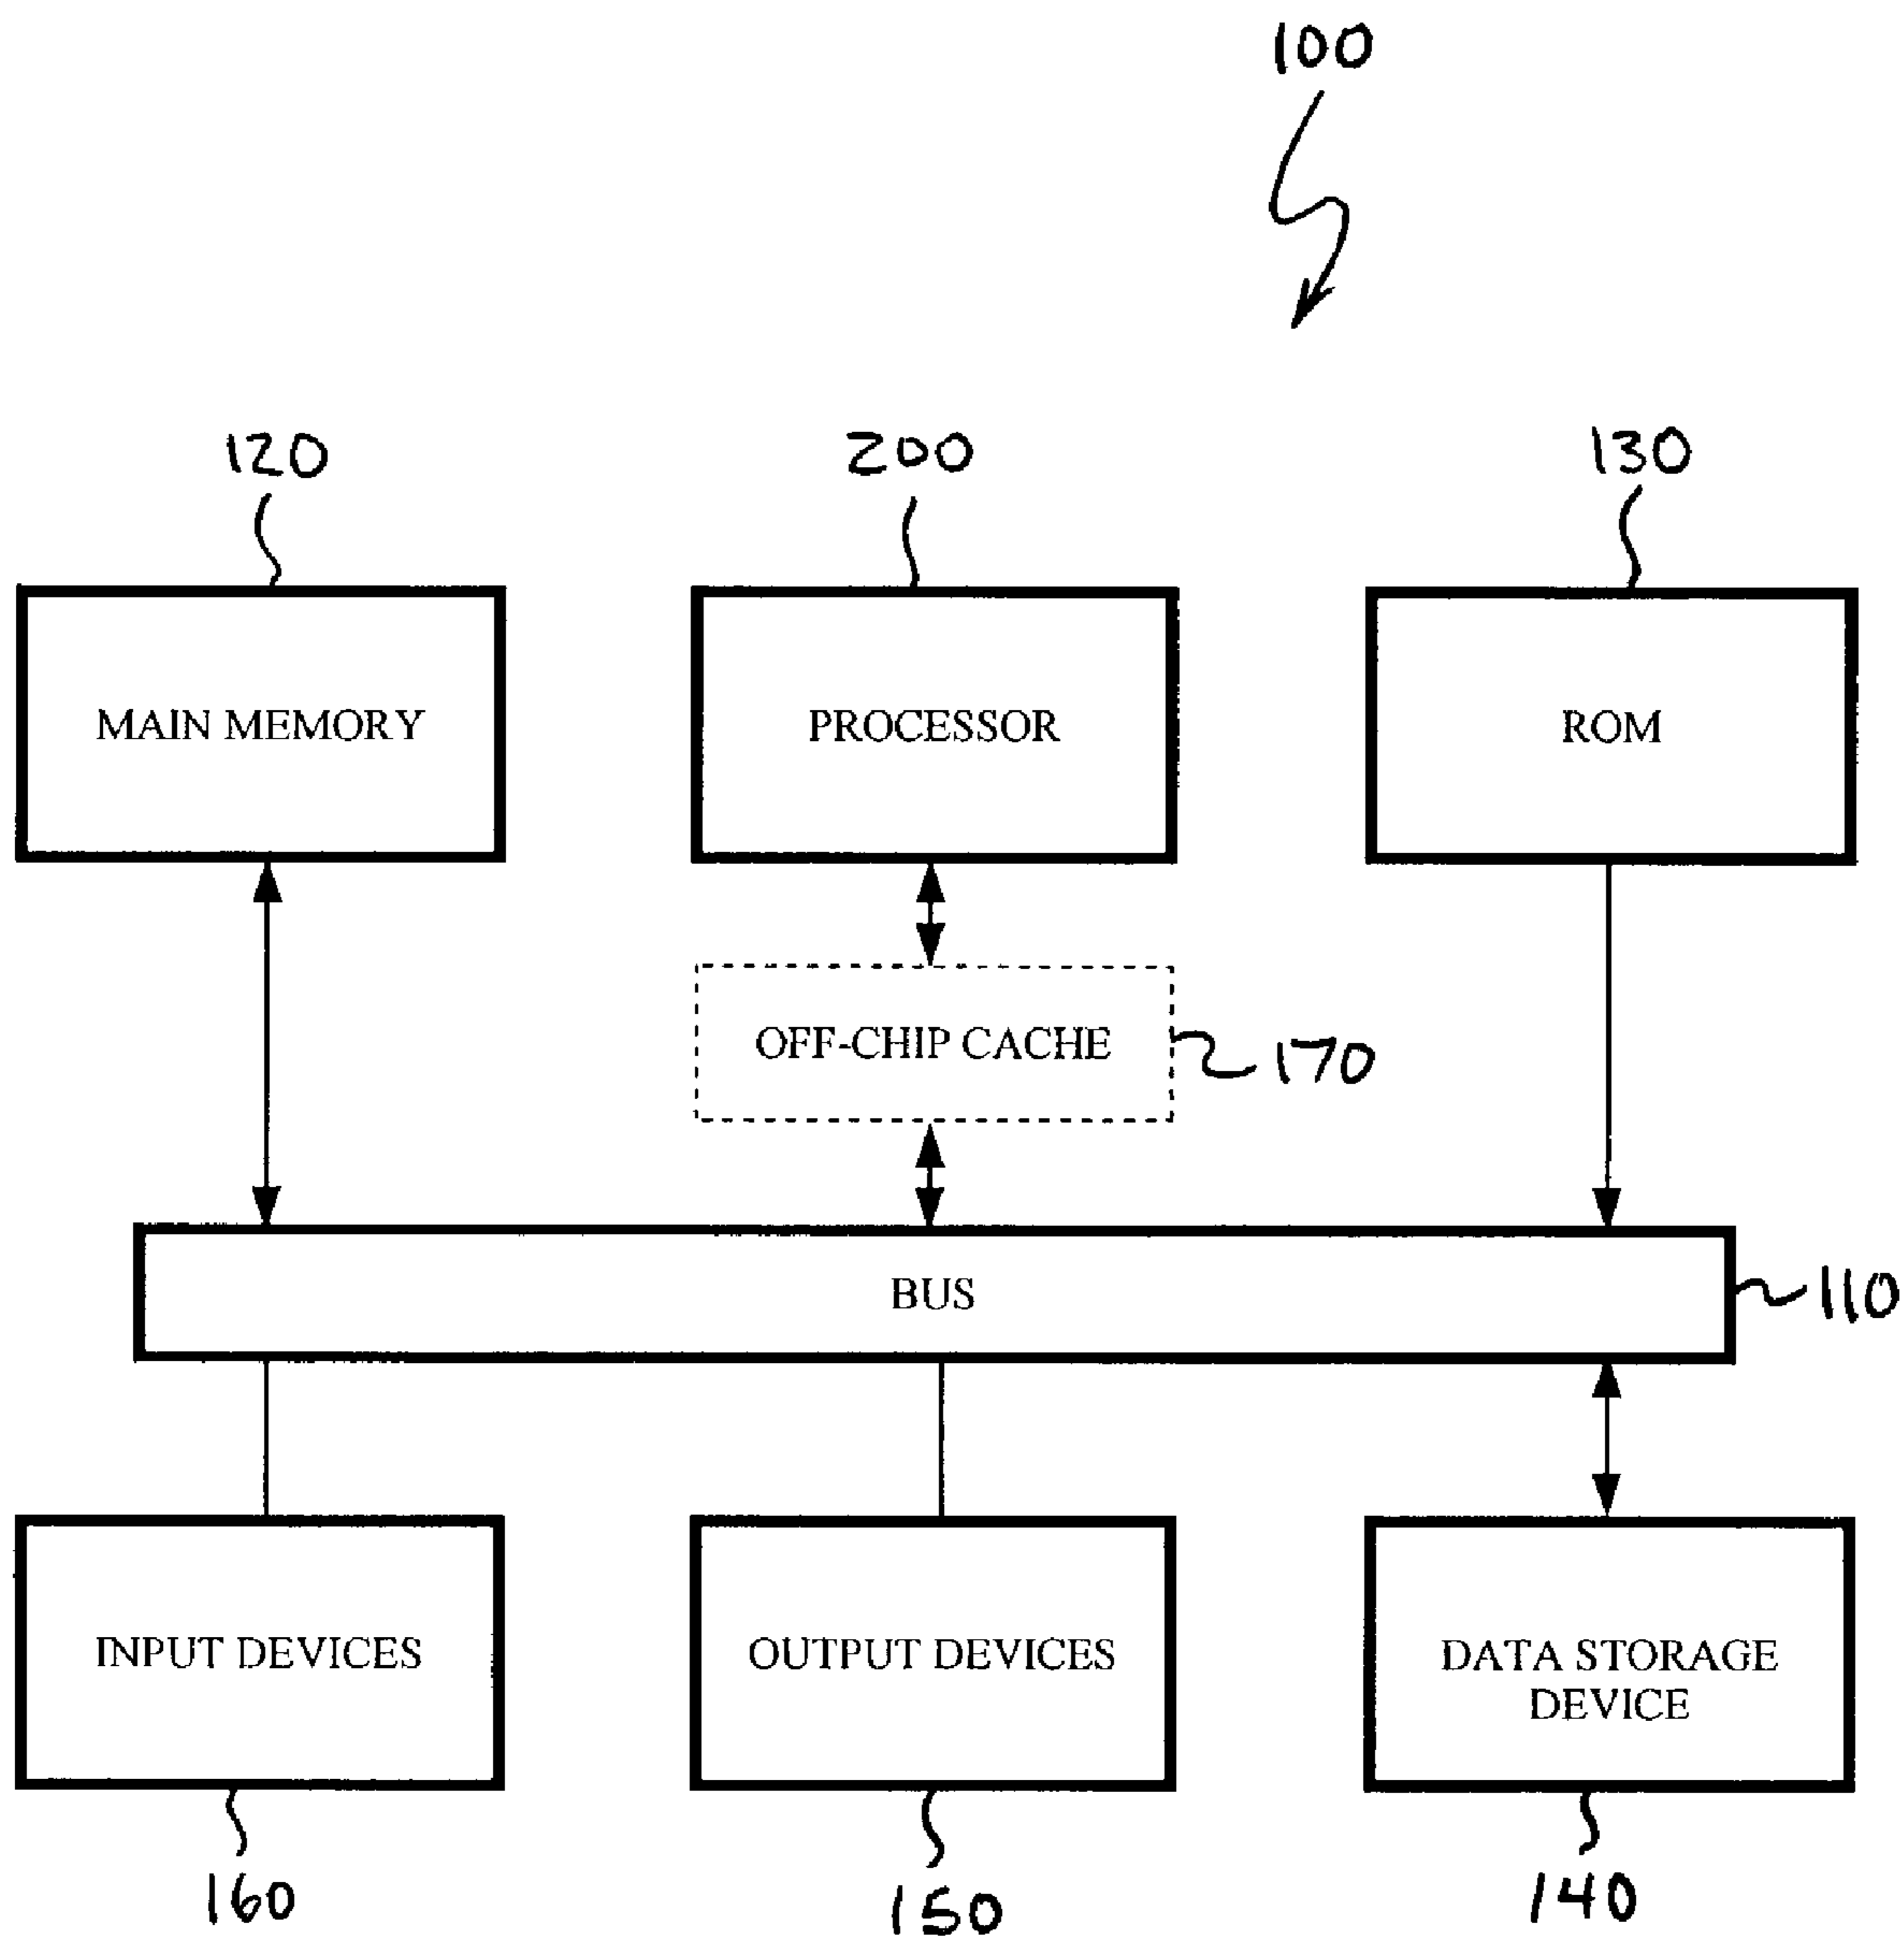 100
120
200
130
MAIN MEMORY
PROCESSOR
ROM
OFF-CHIP CACHE
170
BUS
110
INPUT DEVICES
OUTPUT DEVICES
DATA STORAGE
DEVICE
160
150
140